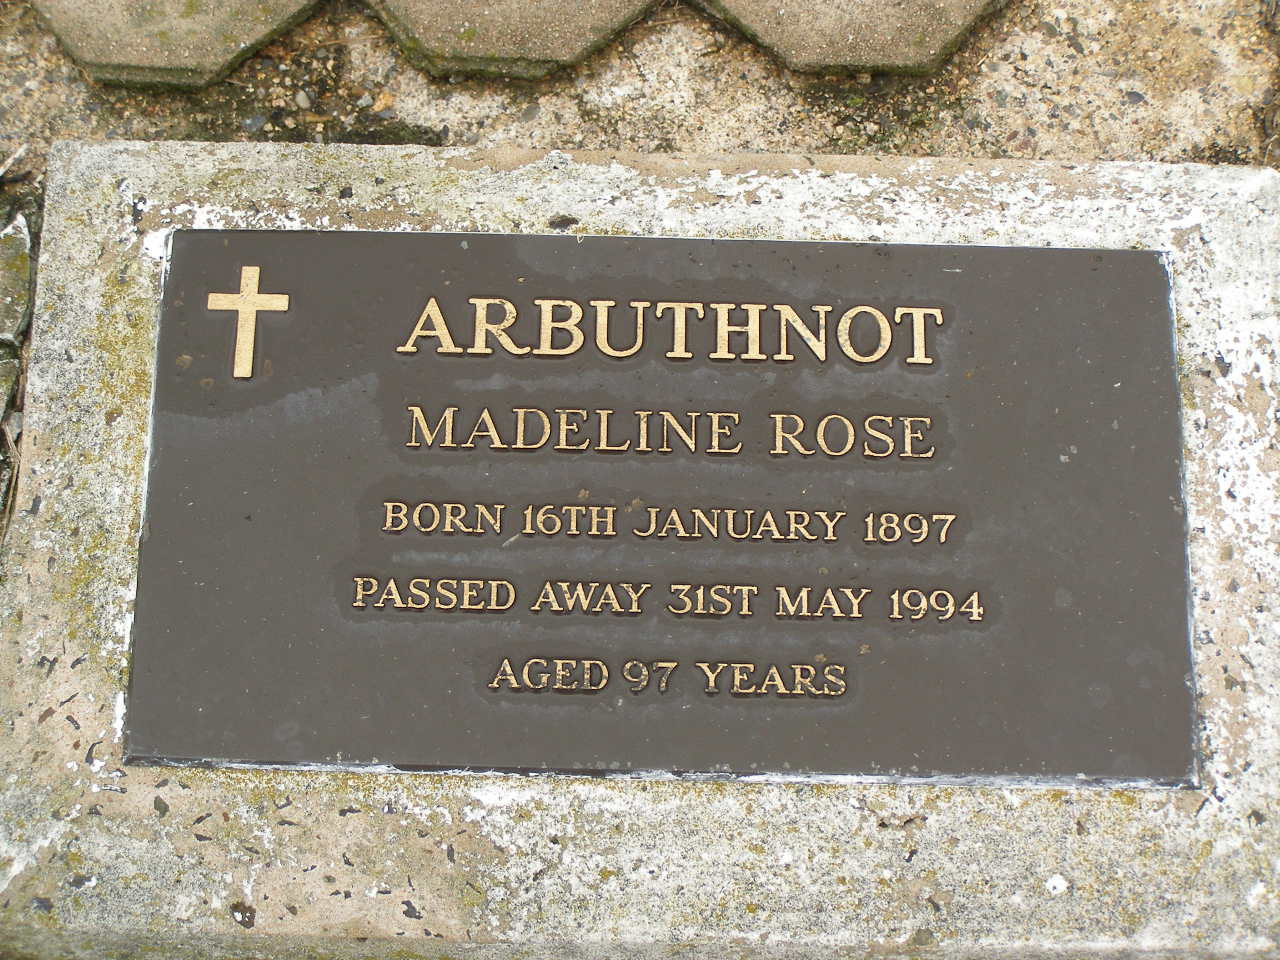 ARBUTHNOT
MADELINE ROSE
BORN 16TH JANUARY 1897
PASSED AWAY 31ST MAY 1994
AGED 97 YEARS